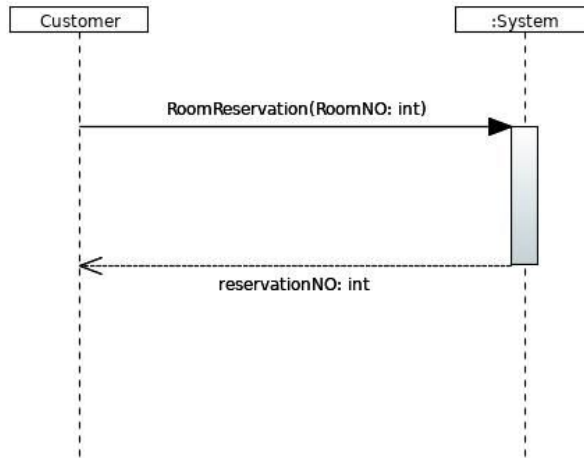 Customer
:System
RoomReservation(RoomNO: int)
reservationNO: int